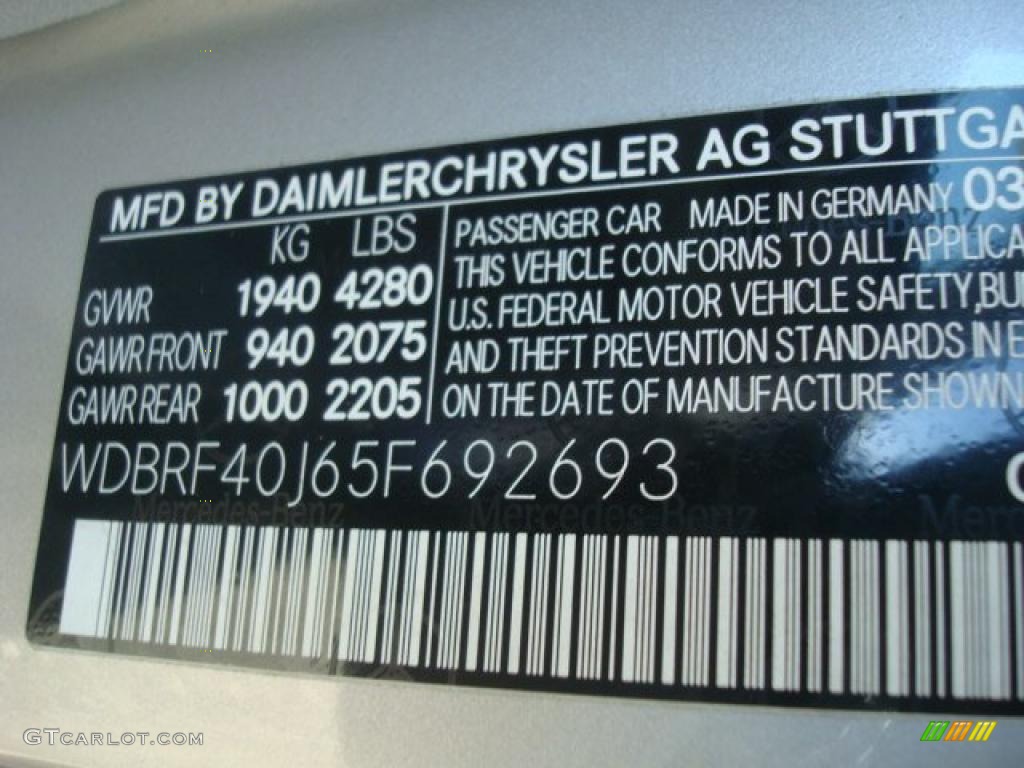 MFD BY DAIMLERCHRYSLER AG STUTTGA
KG LBS
GVWR 1940 4280
GAWR FRONT 940 2075
GAWR REAR 1000 2205
PASSENGER CAR MADE IN GERMANY 03
THIS VEHICLE CONFORMS TO ALL APPLICA
U.S. FEDERAL MOTOR VEHICLE SAFETY,BU
AND THEFT PREVENTION STANDARDS IN E
ON THE DATE OF MANUFACTURE SHOWN
WDBRF40J65F692693
Mercedes-Benz Mercedes-Benz Merc
GTCARLOT.COM